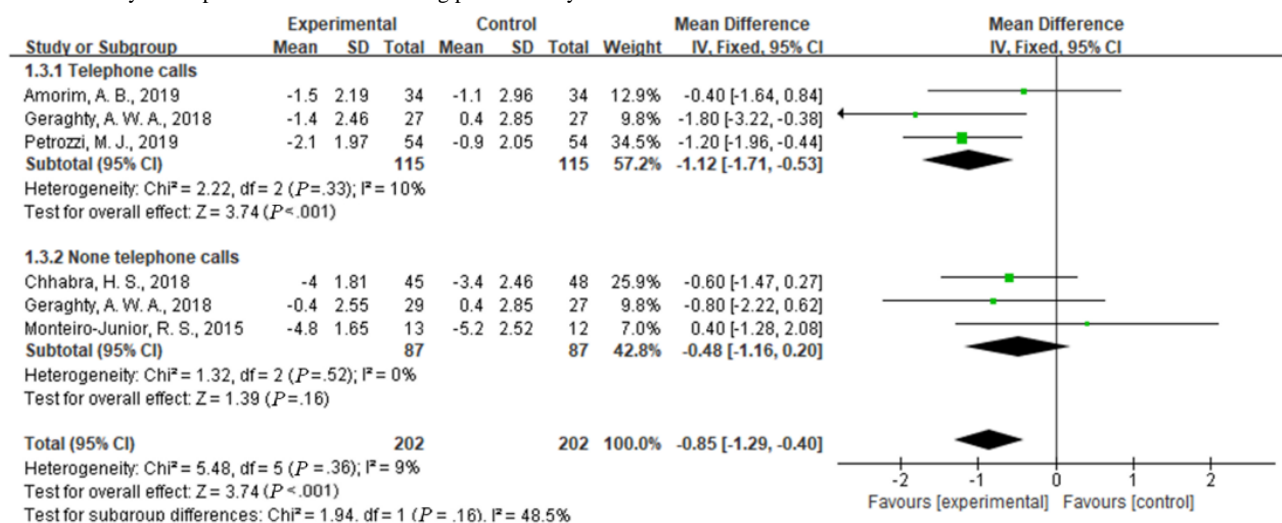 Experimental Control Mean Difference Mean Difference
Study or Subgroup Mean SD Total Mean SD Total Weight IV, Fixed, 95% CI IV, Fixed, 95% CI
1.3.1 Telephone calls
Amorim, A. B., 2019 -1.5 2.19 34 -1.1 2.96 34 12.9% -0.40 [-1.64, 0.84]
Geraghty, A. W. A., 2018 -1.4 2.46 27 0.4 2.85 27 9.8% -1.80 [-3.22, -0.38]
Petrozzi, M. J., 2019 -2.1 1.97 54 -0.9 2.05 54 34.5% -1.20 [-1.96, -0.44]
Subtotal (95% CI) 115 115 57.2% -1.12 [-1.71, -0.53]
Heterogeneity: Chi² = 2.22, df = 2 (P=.33); I² = 10%
Test for overall effect: Z = 3.74 (P<.001)
1.3.2 None telephone calls
Chhabra, H. S., 2018 -4 1.81 45 -3.4 2.46 48 25.9% -0.60 [-1.47, 0.27]
Geraghty, A. W. A., 2018 -0.4 2.55 29 0.4 2.85 27 9.8% -0.80 [-2.22, 0.62]
Monteiro-Junior, R. S., 2015 -4.8 1.65 13 -5.2 2.52 12 7.0% 0.40 [-1.28, 2.08]
Subtotal (95% CI) 87 87 42.8% -0.48 [-1.16, 0.20]
Heterogeneity: Chi² = 1.32, df = 2 (P=.52); I² = 0%
Test for overall effect: Z = 1.39 (P=.16)
Total (95% CI) 202 202 100.0% -0.85 [-1.29, -0.40]
Heterogeneity: Chi² = 5.48, df = 5 (P=.36); I² = 9%
Test for overall effect: Z = 3.74 (P<.001)
Test for subgroup differences: Chi² = 1.94, df = 1 (P = .16), I² = 48.5%
-2 -1 0 1 2
Favours [experimental] Favours [control]